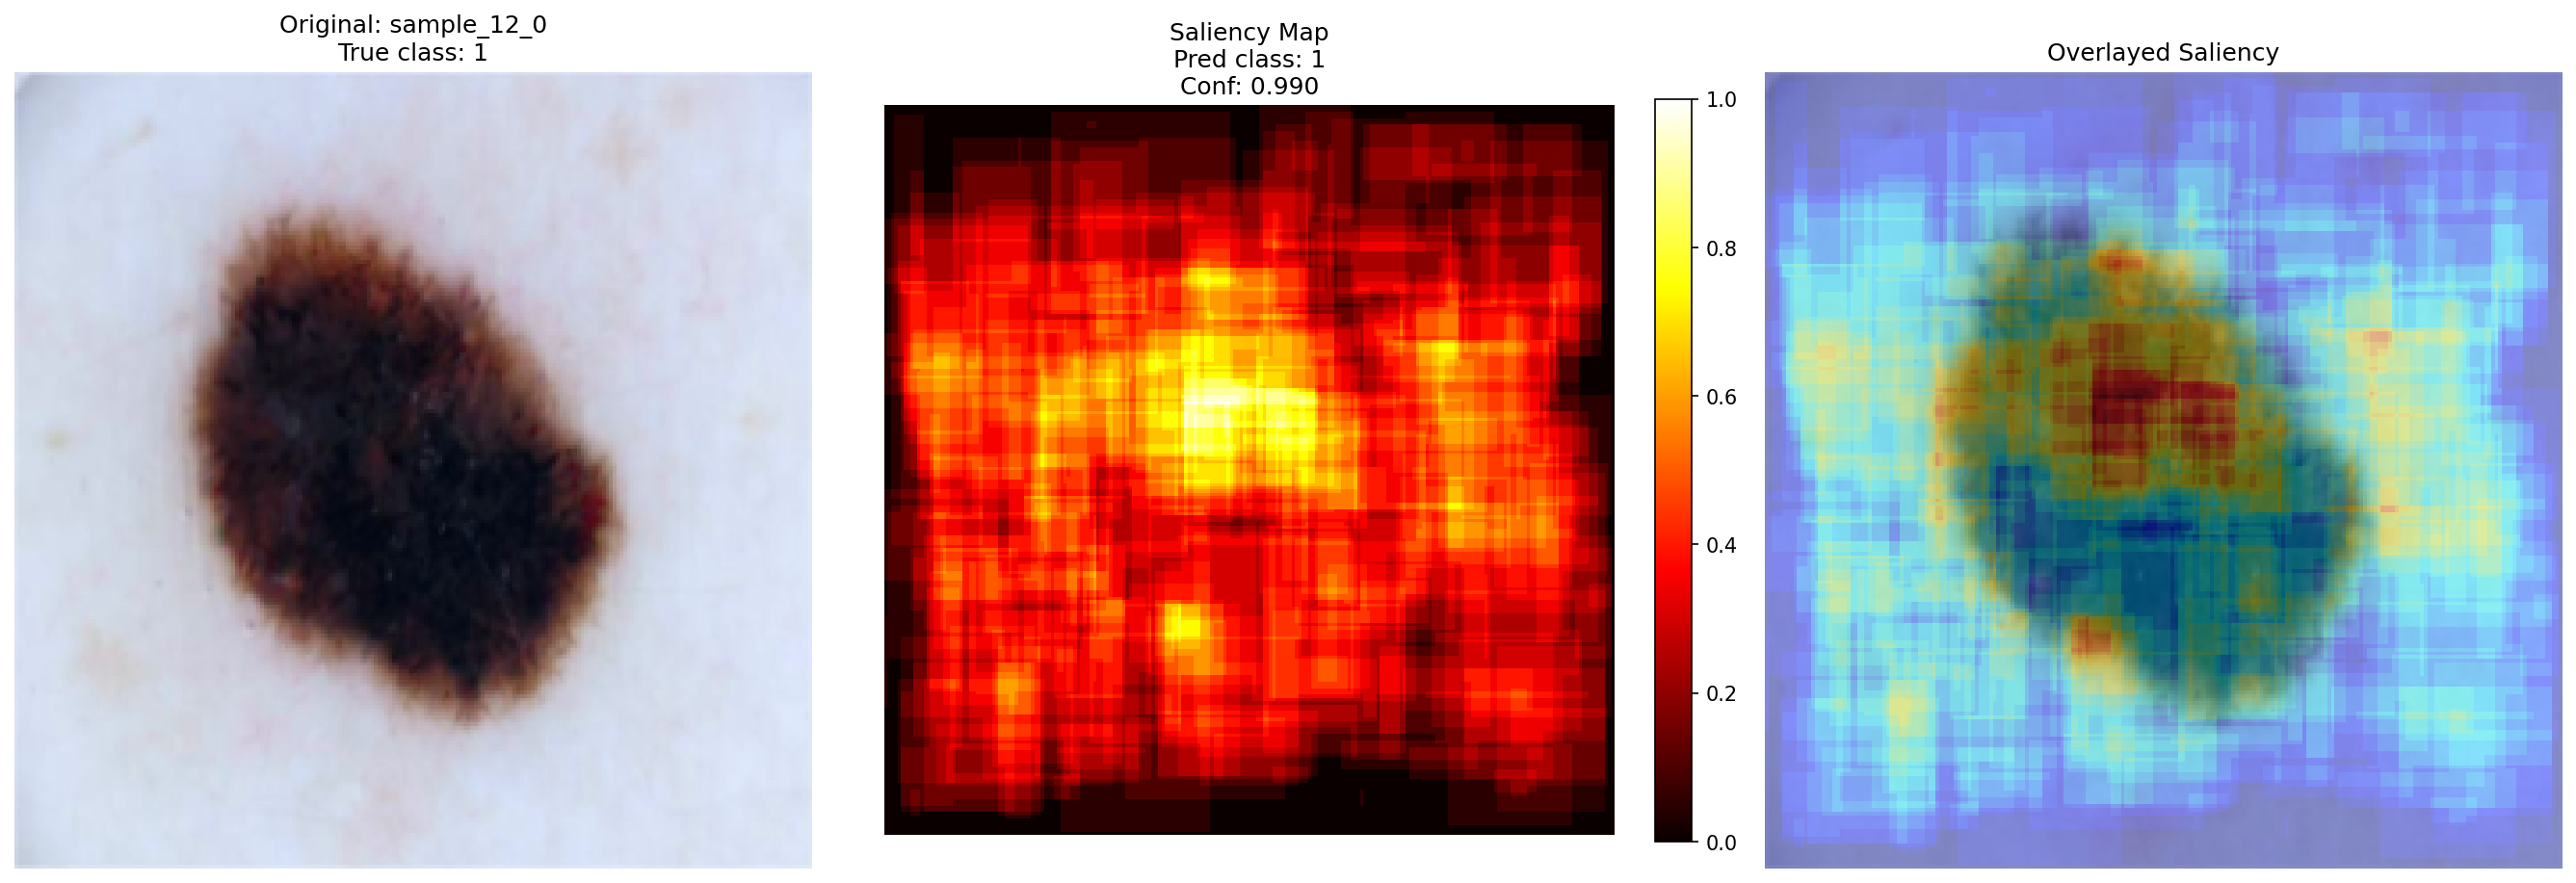 Original: sample_12_0
True class: 1
Saliency Map
Pred class: 1
Conf: 0.990
1.0
0.8
0.6
0.4
0.2
0.0
Overlayed Saliency